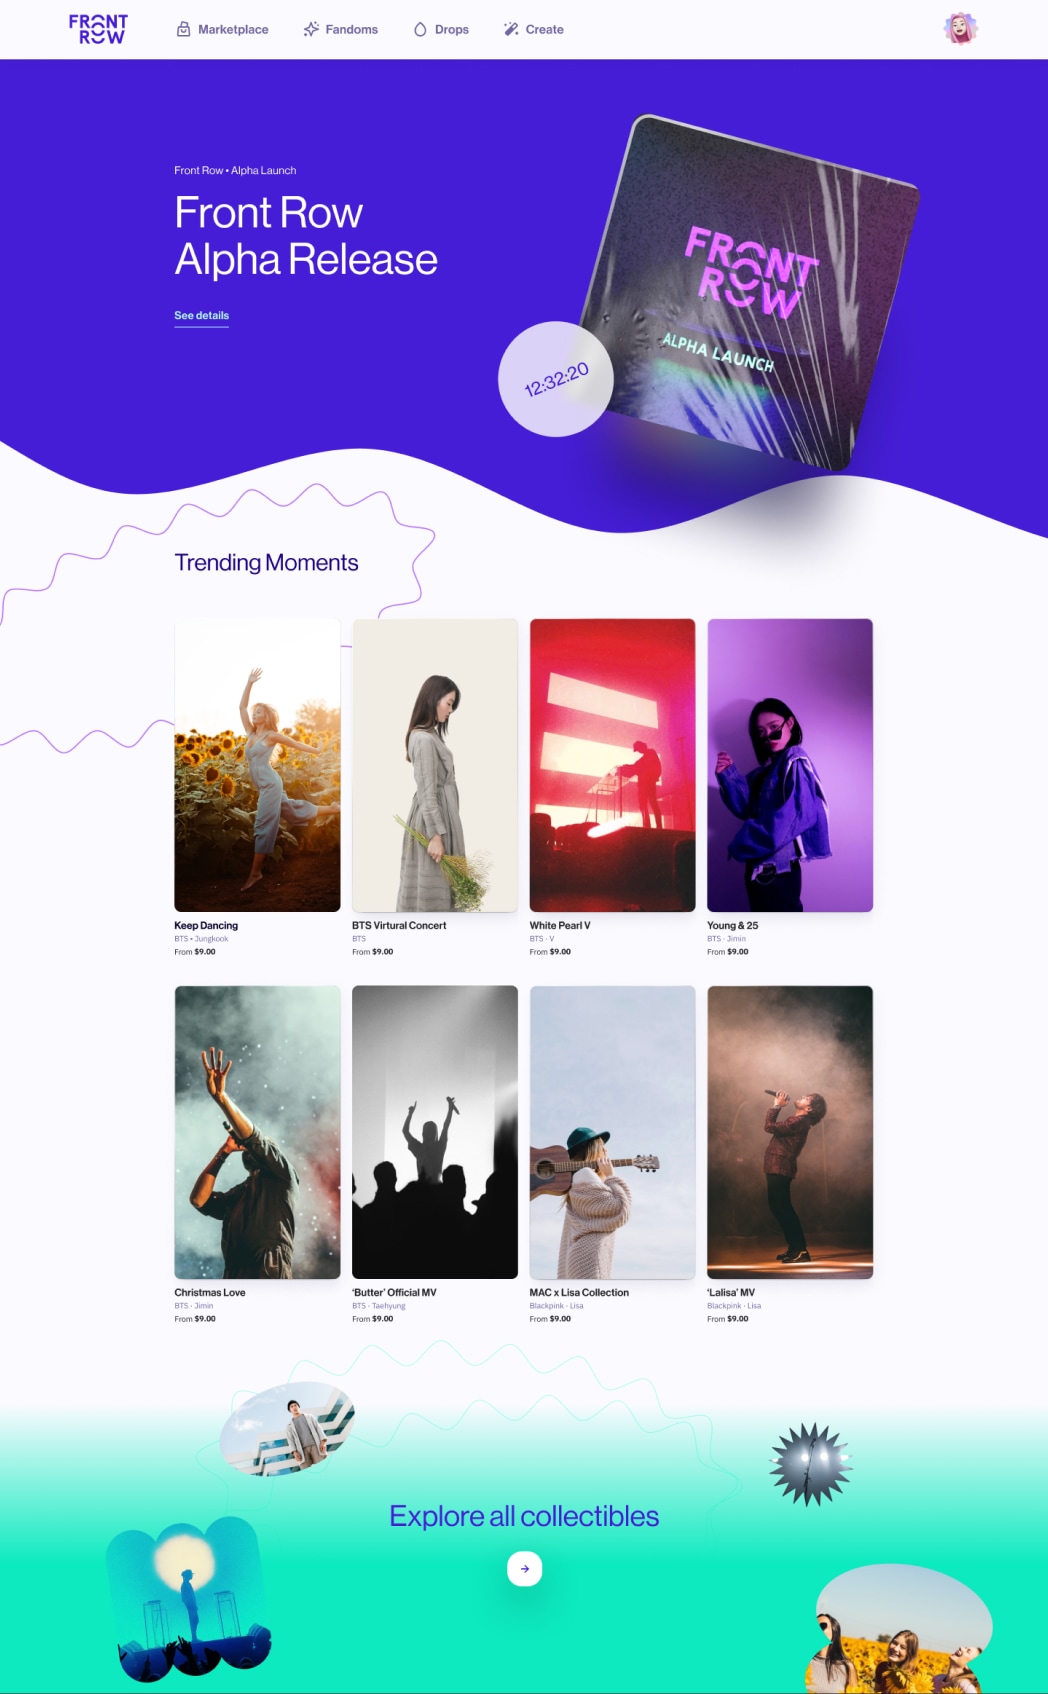 FRONT
ROW
Marketplace
Fandoms
Drops
Create
Front Row • Alpha Launch
Front Row
Alpha Release
See details
FRONT
ROW
ALPHA LAUNCH
12:32:20
Trending Moments
Keep Dancing
BTS • Jungkook
From $9.00
BTS Virtural Concert
BTS
From $9.00
White Pearl V
BTS · V
From $9.00
Young & 25
BTS · Jimin
From $9.00
Christmas Love
BTS · Jimin
From $9.00
‘Butter’ Official MV
BTS · Taehyung
From $9.00
MAC x Lisa Collection
Blackpink · Lisa
From $9.00
‘Lalisa’ MV
Blackpink · Lisa
From $9.00
Explore all collectibles